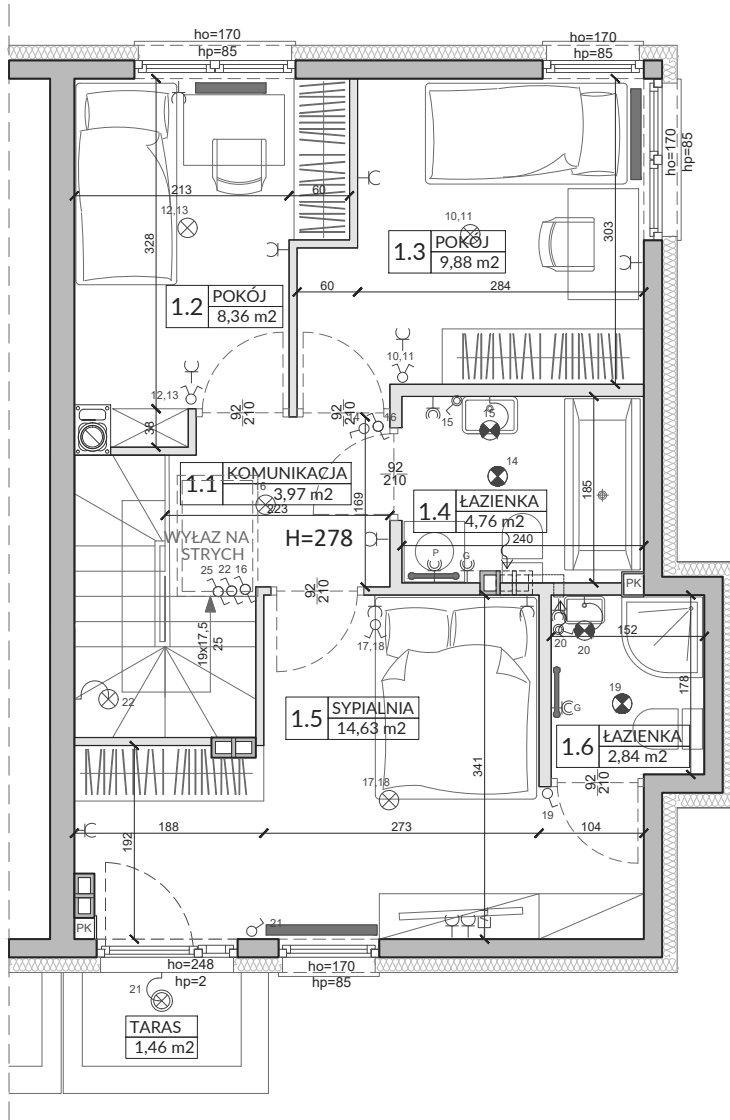 ho=170
hp=85
ho=170
hp=85
ho=170
hp=85
213
60
12,13
328
10,11
303
1.3
POKÓJ
9,88 m2
60
284
1.2
POKÓJ
8,36 m2
10,11
12,13
92
210
92
210
14
16
38
15
15
92
210
1.1
KOMUNIKACJA
3,97 m2
16
223
169
14
185
1.4
ŁAZIENKA
4,76 m2
WYŁAZ NA
STRYCH
H=278
240
P
G
25
22
16
92
210
PK
19x17,5
25
17,18
20
20
152
178
22
1.5
SYPIALNIA
14,63 m2
19
G
1.6
ŁAZIENKA
2,84 m2
341
17,18
92
210
19
192
188
273
104
PK
21
ho=248
hp=2
ho=170
hp=85
21
TARAS
1,46 m2